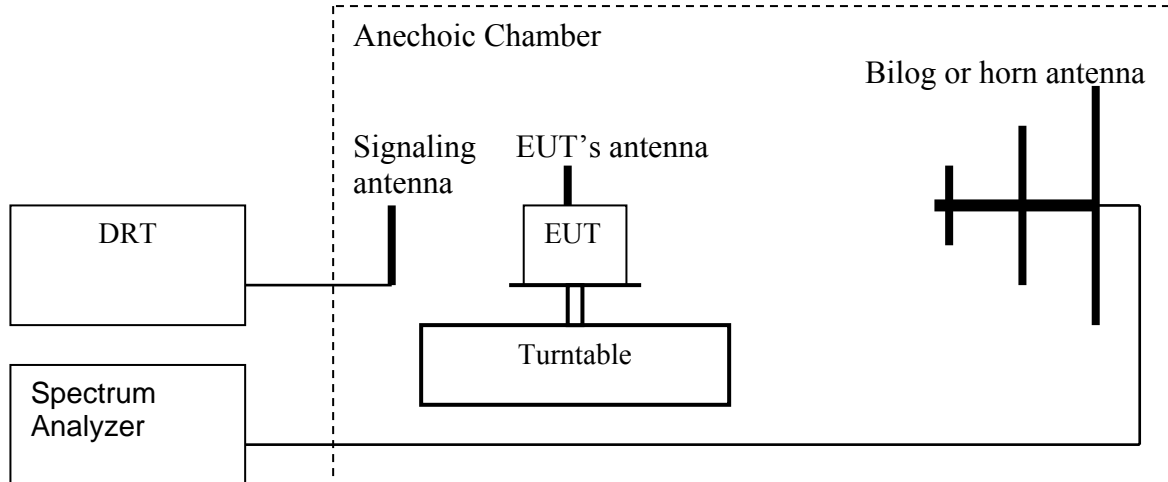 Anechoic Chamber
Bilog or horn antenna
Signaling
antenna
EUT’s antenna
DRT
EUT
Turntable
Spectrum
Analyzer